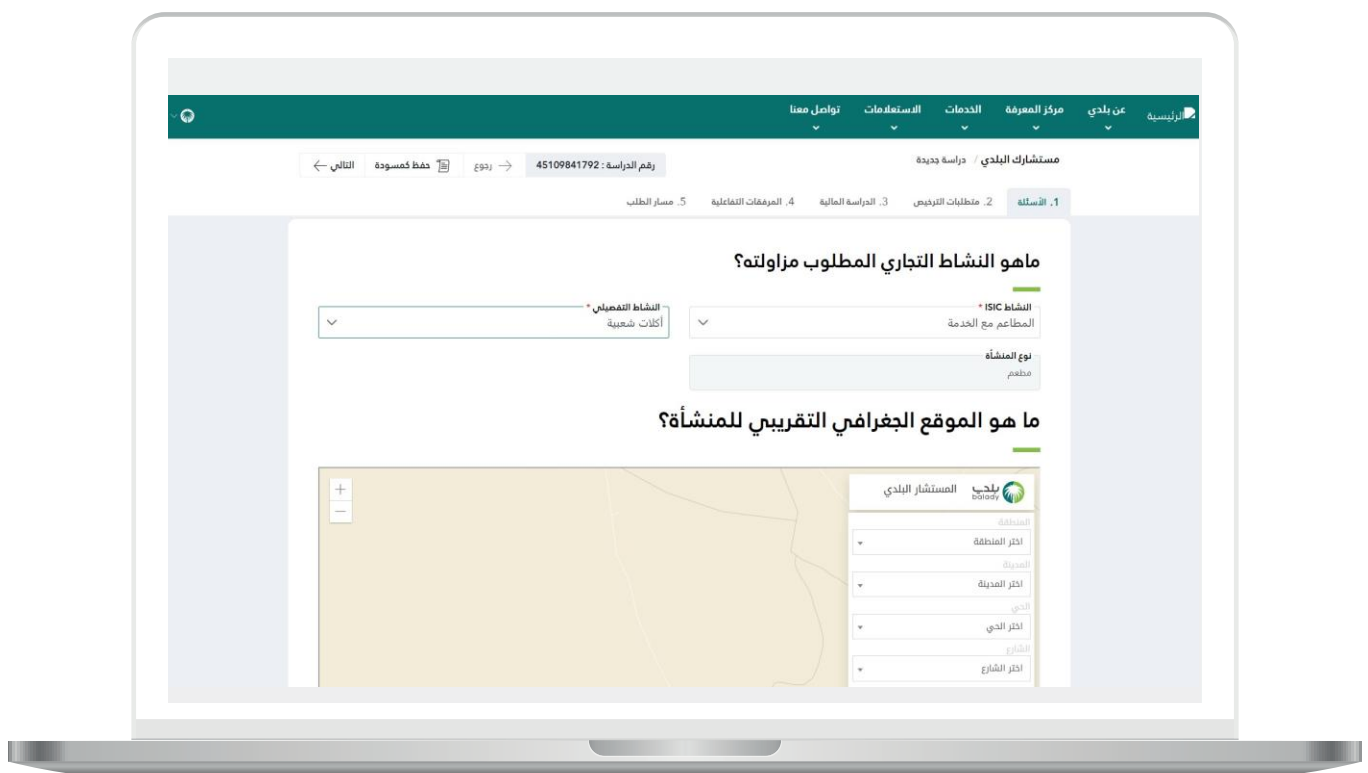 الرئيسية عن بلدي مركز المعرفة الخدمات الاستعلامات تواصل معنا
مستشارك البلدي / دراسة جديدة
رقم الدراسة : 45109841792 رجوع حفظ كمسودة التالي
1. الأسئلة 2. متطلبات الترخيص 3. الدراسة المالية 4. المرفقات التفاعلية 5. مسار الطلب
ماهو النشاط التجاري المطلوب مزاولته؟
النشاط ISIC *
المطاعم مع الخدمة
النشاط التفصيلي *
أكلات شعبية
نوع المنشأة
مطعم
ما هو الموقع الجغرافي التقريبي للمنشأة؟
بلدي balady المستشار البلدي
المنطقة
اختر المنطقة
المدينة
اختر المدينة
الحي
اختر الحي
الشارع
اختر الشارع